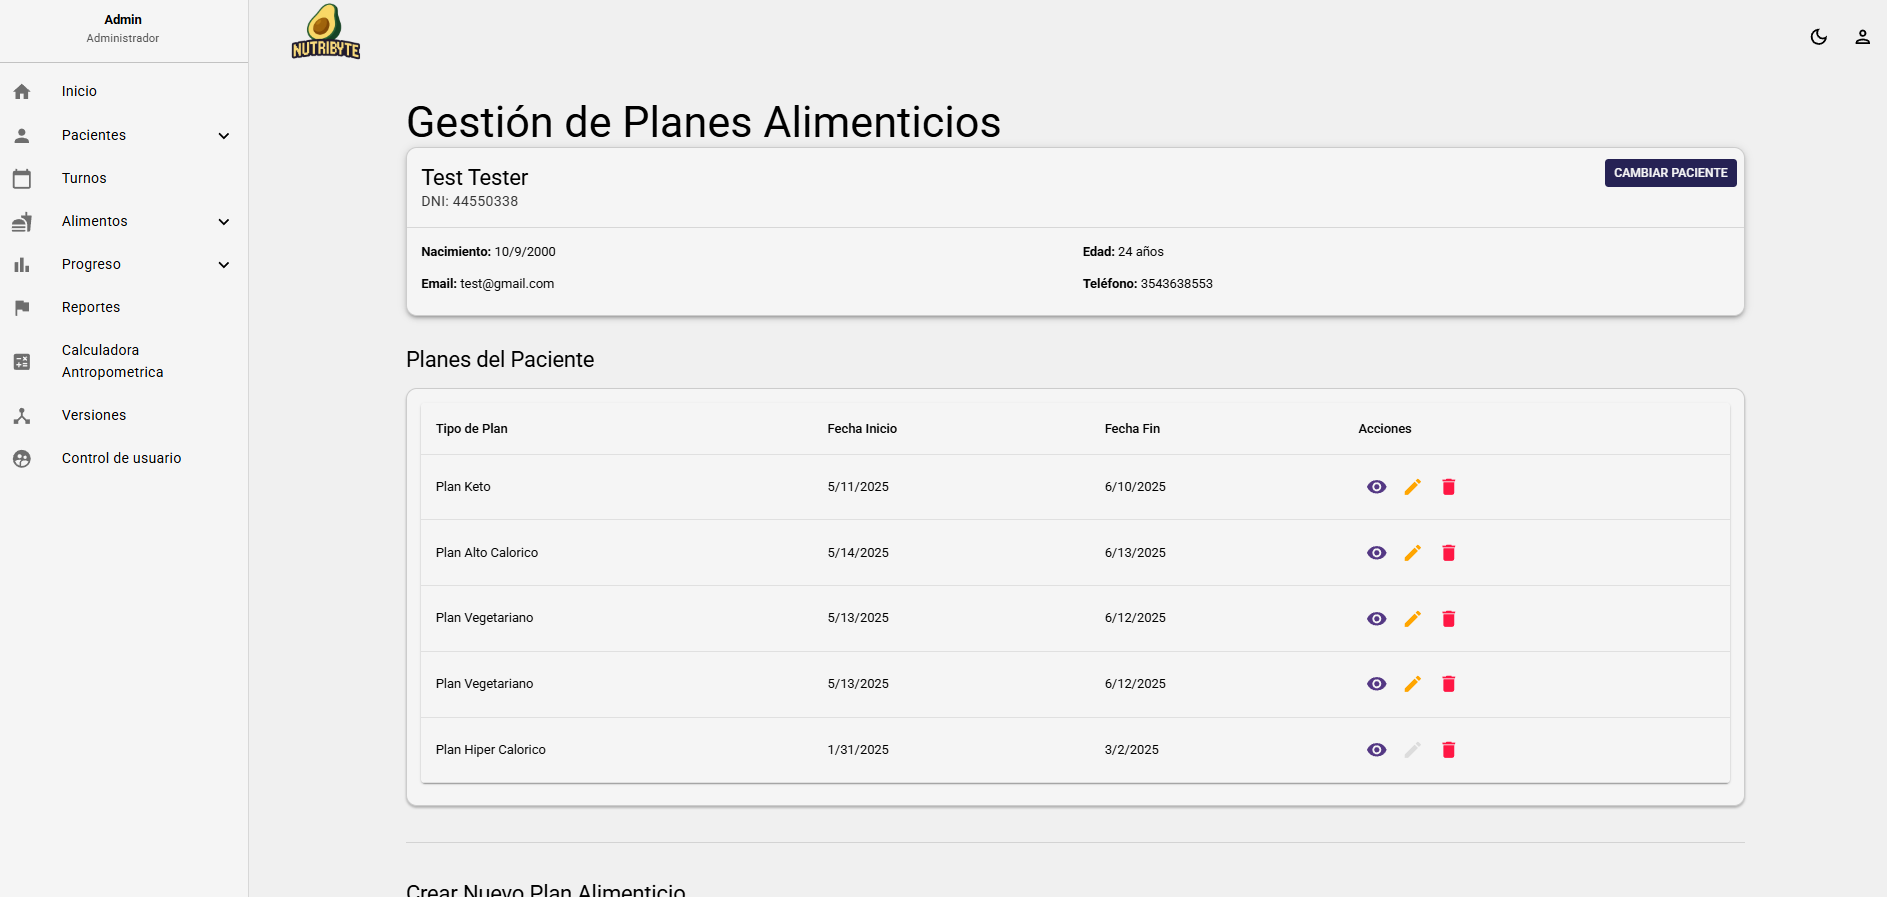 Admin
Administrador
Inicio
Pacientes
Turnos
Alimentos
Progreso
Reportes
Calculadora
Antropometrica
Versiones
Control de usuario
NUTRIBYTE
Gestión de Planes Alimenticios
Test Tester
DNI: 44550338
CAMBIAR PACIENTE
Nacimiento: 10/9/2000
Edad: 24 años
Email: test@gmail.com
Teléfono: 3543638553
Planes del Paciente
Tipo de Plan Fecha Inicio Fecha Fin Acciones
Plan Keto 5/11/2025 6/10/2025
Plan Alto Calorico 5/14/2025 6/13/2025
Plan Vegetariano 5/13/2025 6/12/2025
Plan Vegetariano 5/13/2025 6/12/2025
Plan Hiper Calorico 1/31/2025 3/2/2025
Crear Nuevo Plan Alimenticio